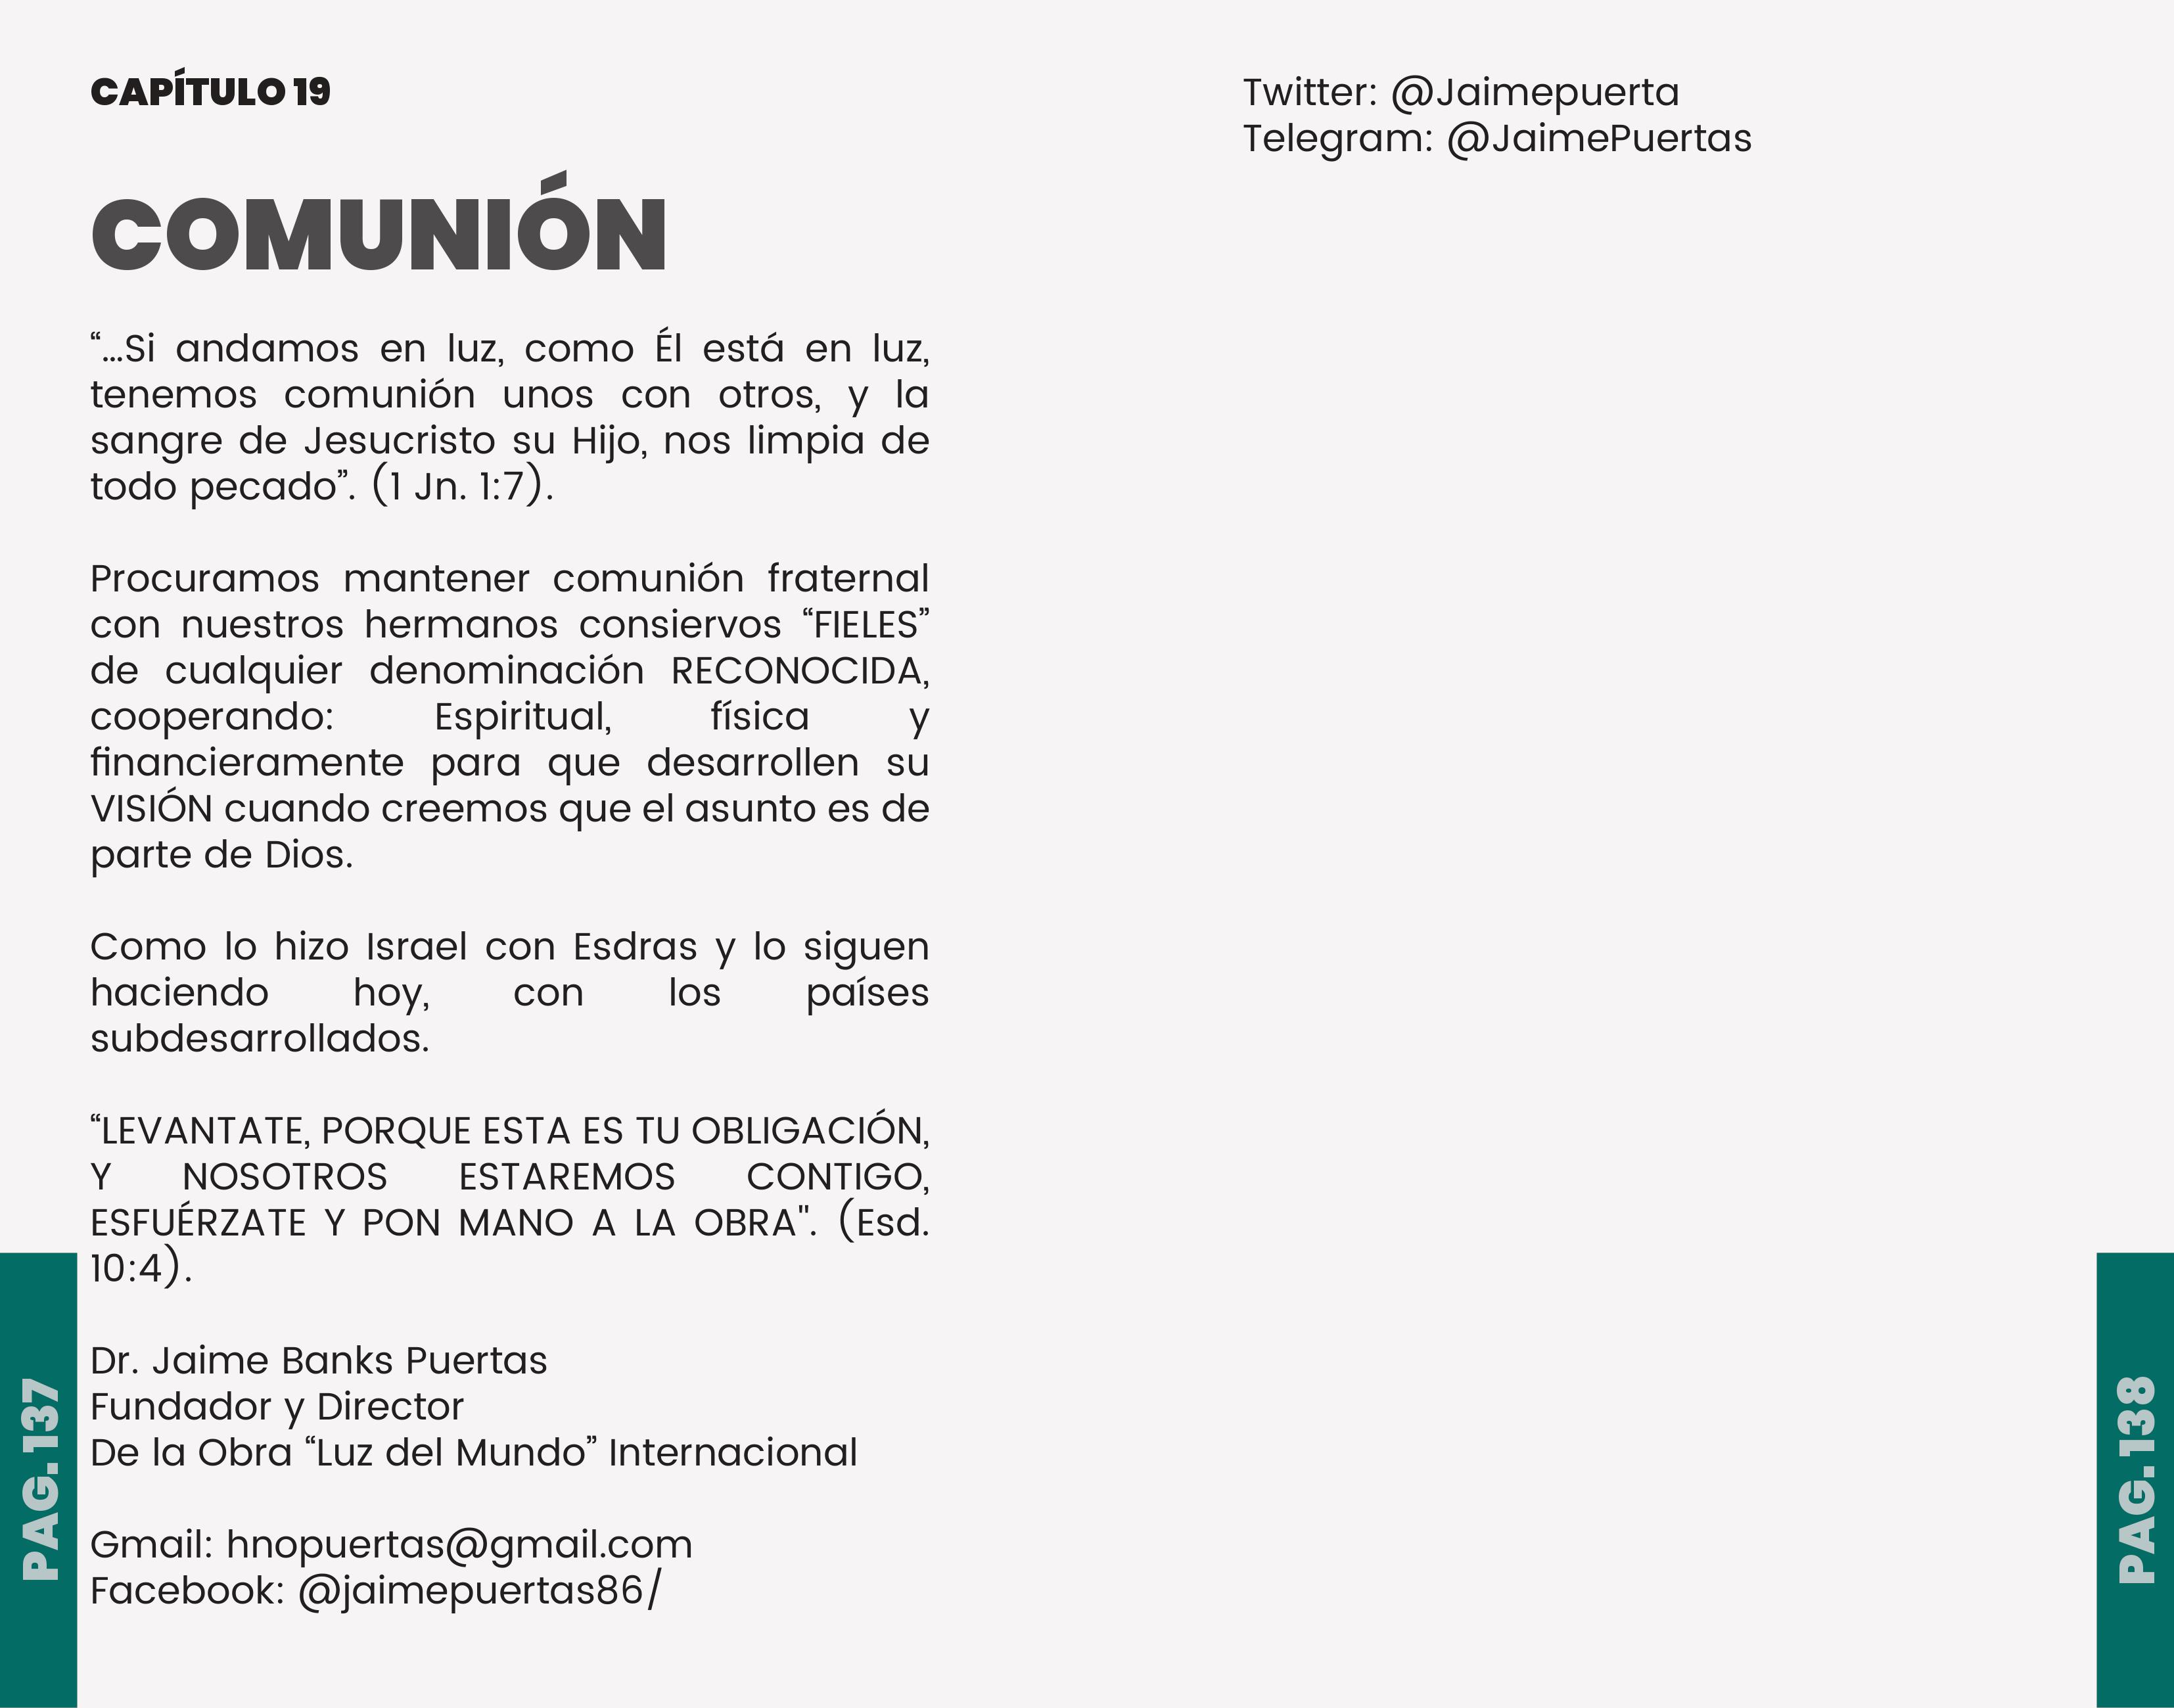 CAPÍTULO 19
COMUNIÓN
“...Si andamos en luz, como Él está en luz,
tenemos comunión unos con otros, y la
sangre de Jesucristo su Hijo, nos limpia de
todo pecado”. (1 Jn. 1:7).
Procuramos mantener comunión fraternal
con nuestros hermanos consiervos “FIELES”
de cualquier denominación RECONOCIDA,
cooperando: Espiritual, física y
financieramente para que desarrollen su
VISIÓN cuando creemos que el asunto es de
parte de Dios.
Como lo hizo Israel con Esdras y lo siguen
haciendo hoy, con los países
subdesarrollados.
“LEVANTATE, PORQUE ESTA ES TU OBLIGACIÓN,
Y NOSOTROS ESTAREMOS CONTIGO,
ESFUÉRZATE Y PON MANO A LA OBRA". (Esd.
10:4).
Dr. Jaime Banks Puertas
Fundador y Director
De la Obra “Luz del Mundo” Internacional
Gmail: hnopuertas@gmail.com
Facebook: @jaimepuertas86/
PAG. 137
Twitter: @Jaimepuerta
Telegram: @JaimePuertas
PAG. 138